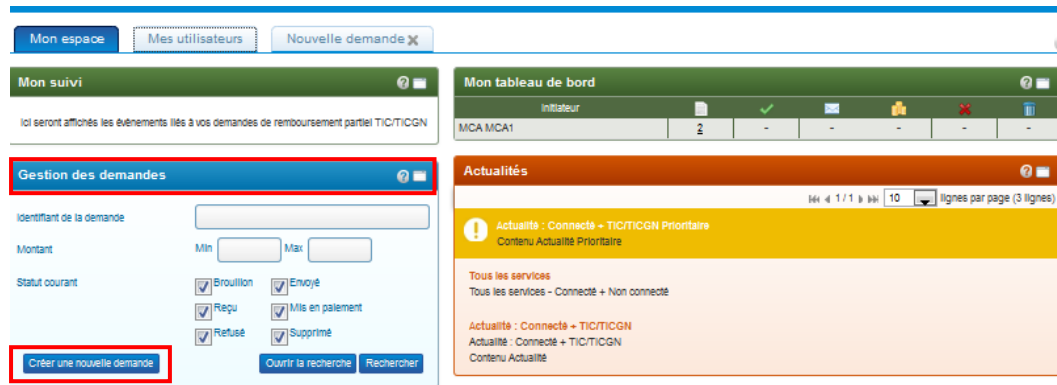 Mon espace
Mes utilisateurs
Nouvelle demande
Mon suivi
Ici seront affichés les événements liés à vos demandes de remboursement partiel TIC/TICGN
Mon tableau de bord
Initiateur
MCA MCA1 2 - - - - -
Gestion des demandes
Identifiant de la demande
Montant Min Max
Statut courant Brouillon Envoyé
Reçu Mis en paiement
Refusé Supprimé
Créer une nouvelle demande Ouvrir la recherche Rechercher
Actualités
1 / 1 10 lignes par page (3 lignes)
Actualité : Connecté + TIC/TICGN Prioritaire
Contenu Actualité Prioritaire
Tous les services
Tous les services - Connecté + Non connecté
Actualité : Connecté + TIC/TICGN
Actualité : Connecté + TIC/TICGN
Contenu Actualité